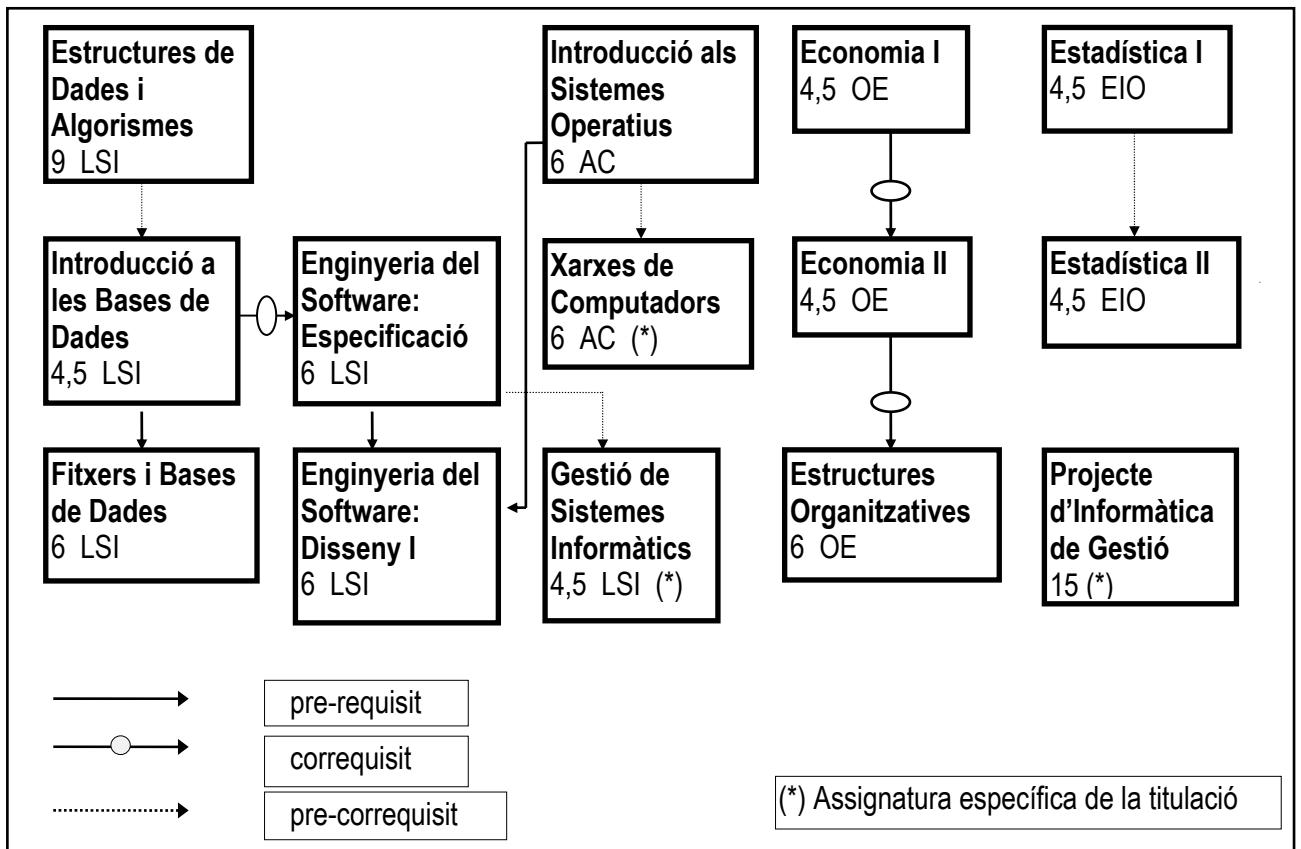 Estructures de
Dades i
Algorismes
9 LSI
Introducció als
Sistemes
Operatius
6 AC
Economia I
4,5 OE
Estadística I
4,5 EIO
Introducció a
les Bases de
Dades
4,5 LSI
Enginyeria del
Software:
Especificació
6 LSI
Xarxes de
Computadors
6 AC (*)
Economia II
4,5 OE
Estadística II
4,5 EIO
Fitxers i Bases
de Dades
6 LSI
Enginyeria del
Software:
Disseny I
6 LSI
Gestió de
Sistemes
Informàtics
4,5 LSI (*)
Estructures
Organitzatives
6 OE
Projecte
d'Informàtica
de Gestió
15 (*)
pre-requisit
correquisit
pre-correquisit
(*) Assignatura específica de la titulació